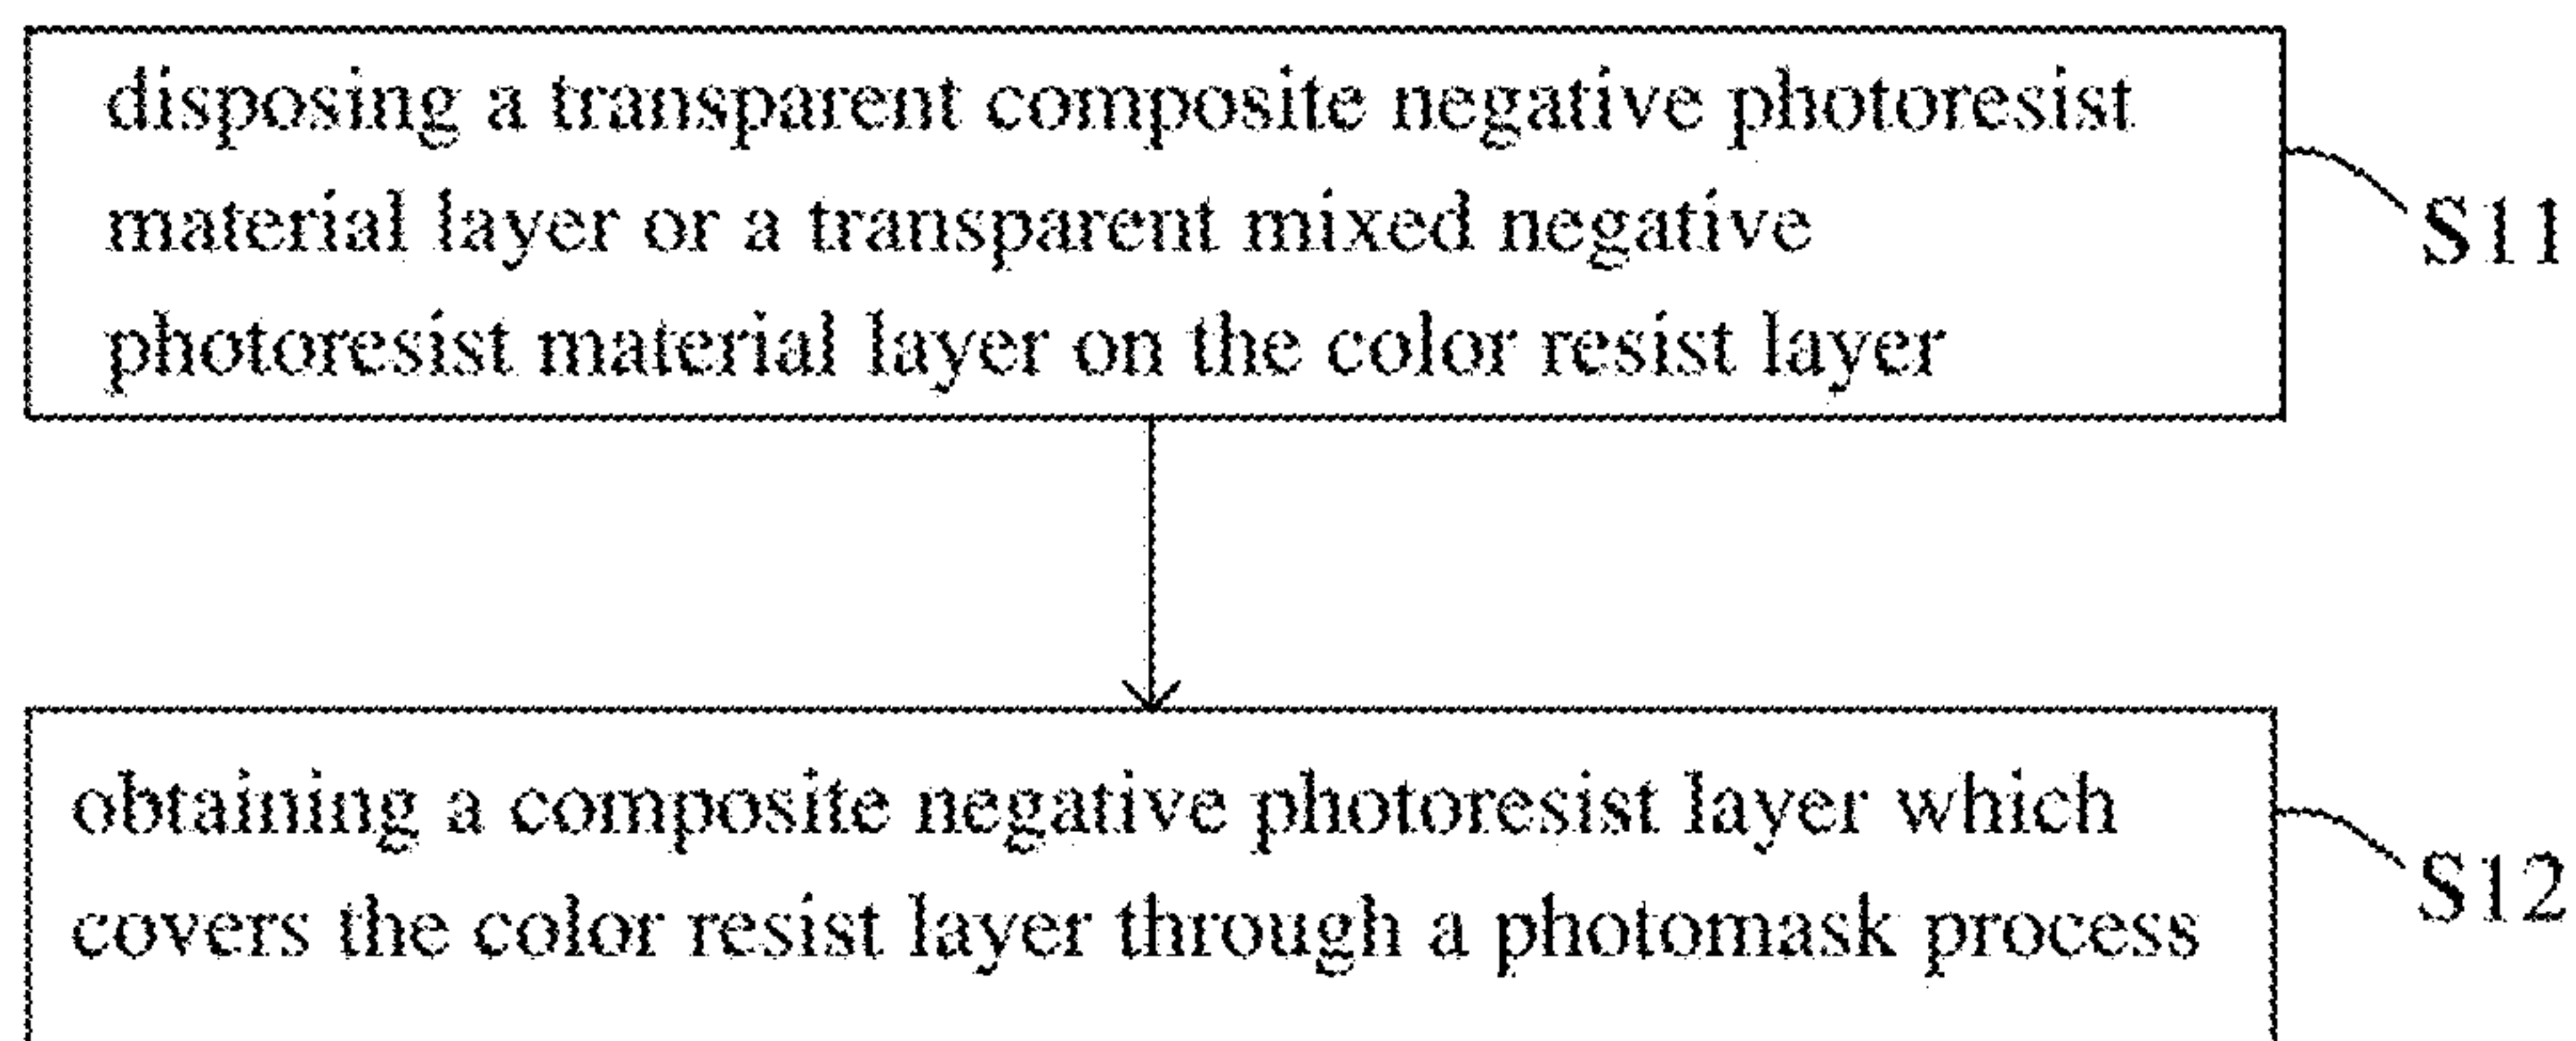 disposing a transparent composite negative photoresist
material layer or a transparent mixed negative
photoresist material layer on the color resist layer
S11
obtaining a composite negative photoresist layer which
covers the color resist layer through a photomask process
S12